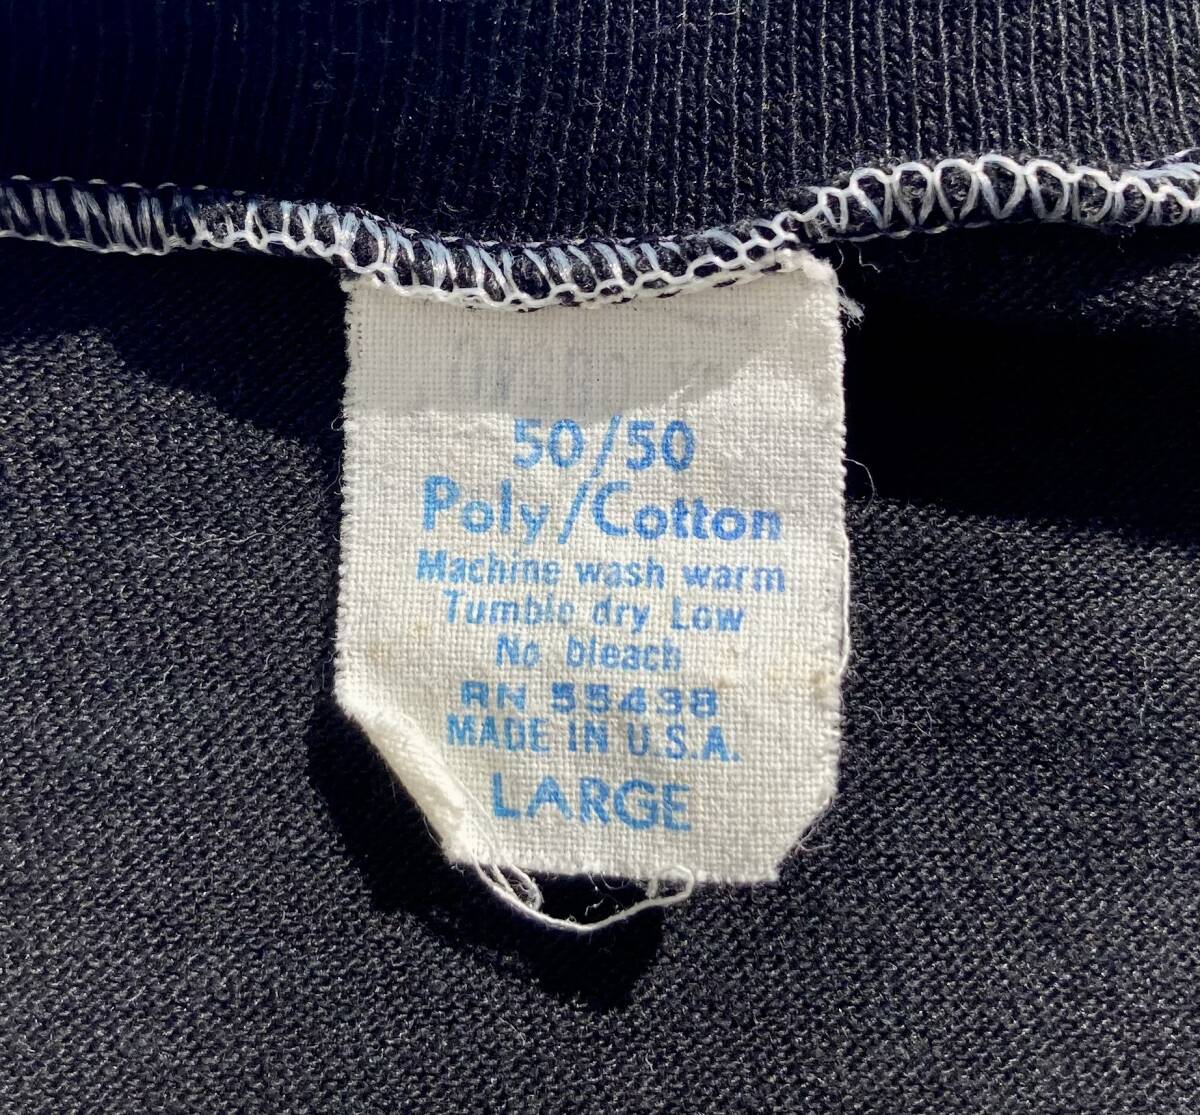 50/50
Poly/Cotton
Machine wash warm
Tumble dry Low
No bleach
RN 55438
MADE IN U.S.A.
LARGE